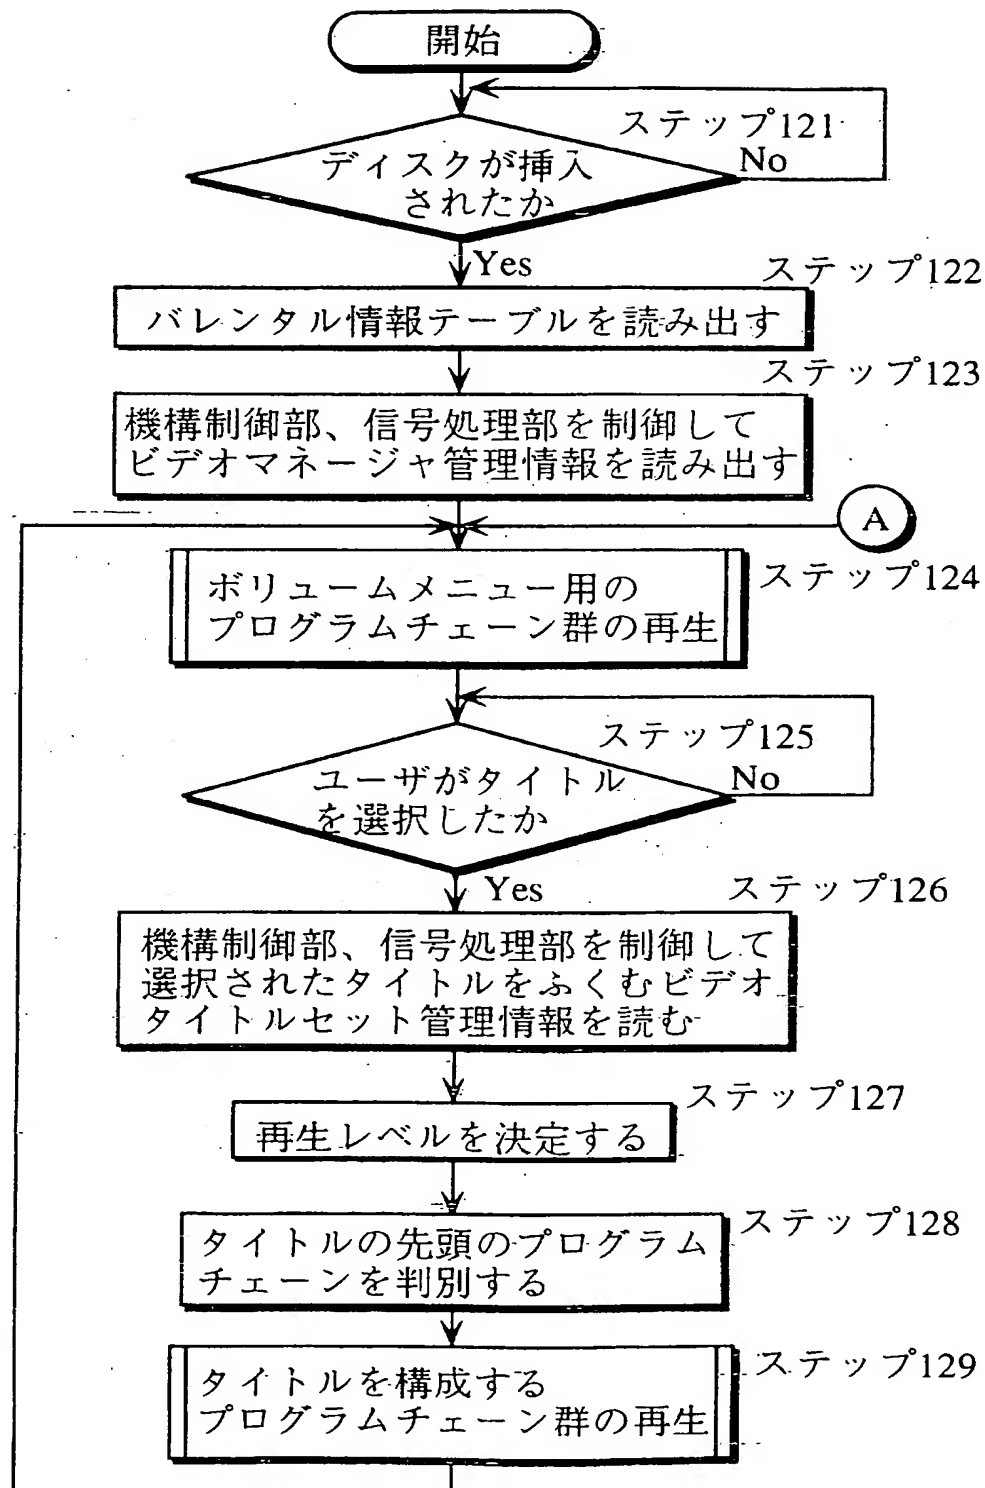 開始
ステップ121
No
ディスクが挿入
されたか
Yes
ステップ122
バレンタル情報テーブルを読み出す
ステップ123
機構制御部、信号処理部を制御して
ビデオマネージャ管理情報を読み出す
A
ステップ124
ボリュームメニュー用の
プログラムチェーン群の再生
ステップ125
No
ユーザがタイトル
を選択したか
Yes
ステップ126
機構制御部、信号処理部を制御して
選択されたタイトルをふくむビデオ
タイトルセット管理情報を読む
ステップ127
再生レベルを決定する
ステップ128
タイトルの先頭のプログラム
チェーンを判別する
ステップ129
タイトルを構成する
プログラムチェーン群の再生